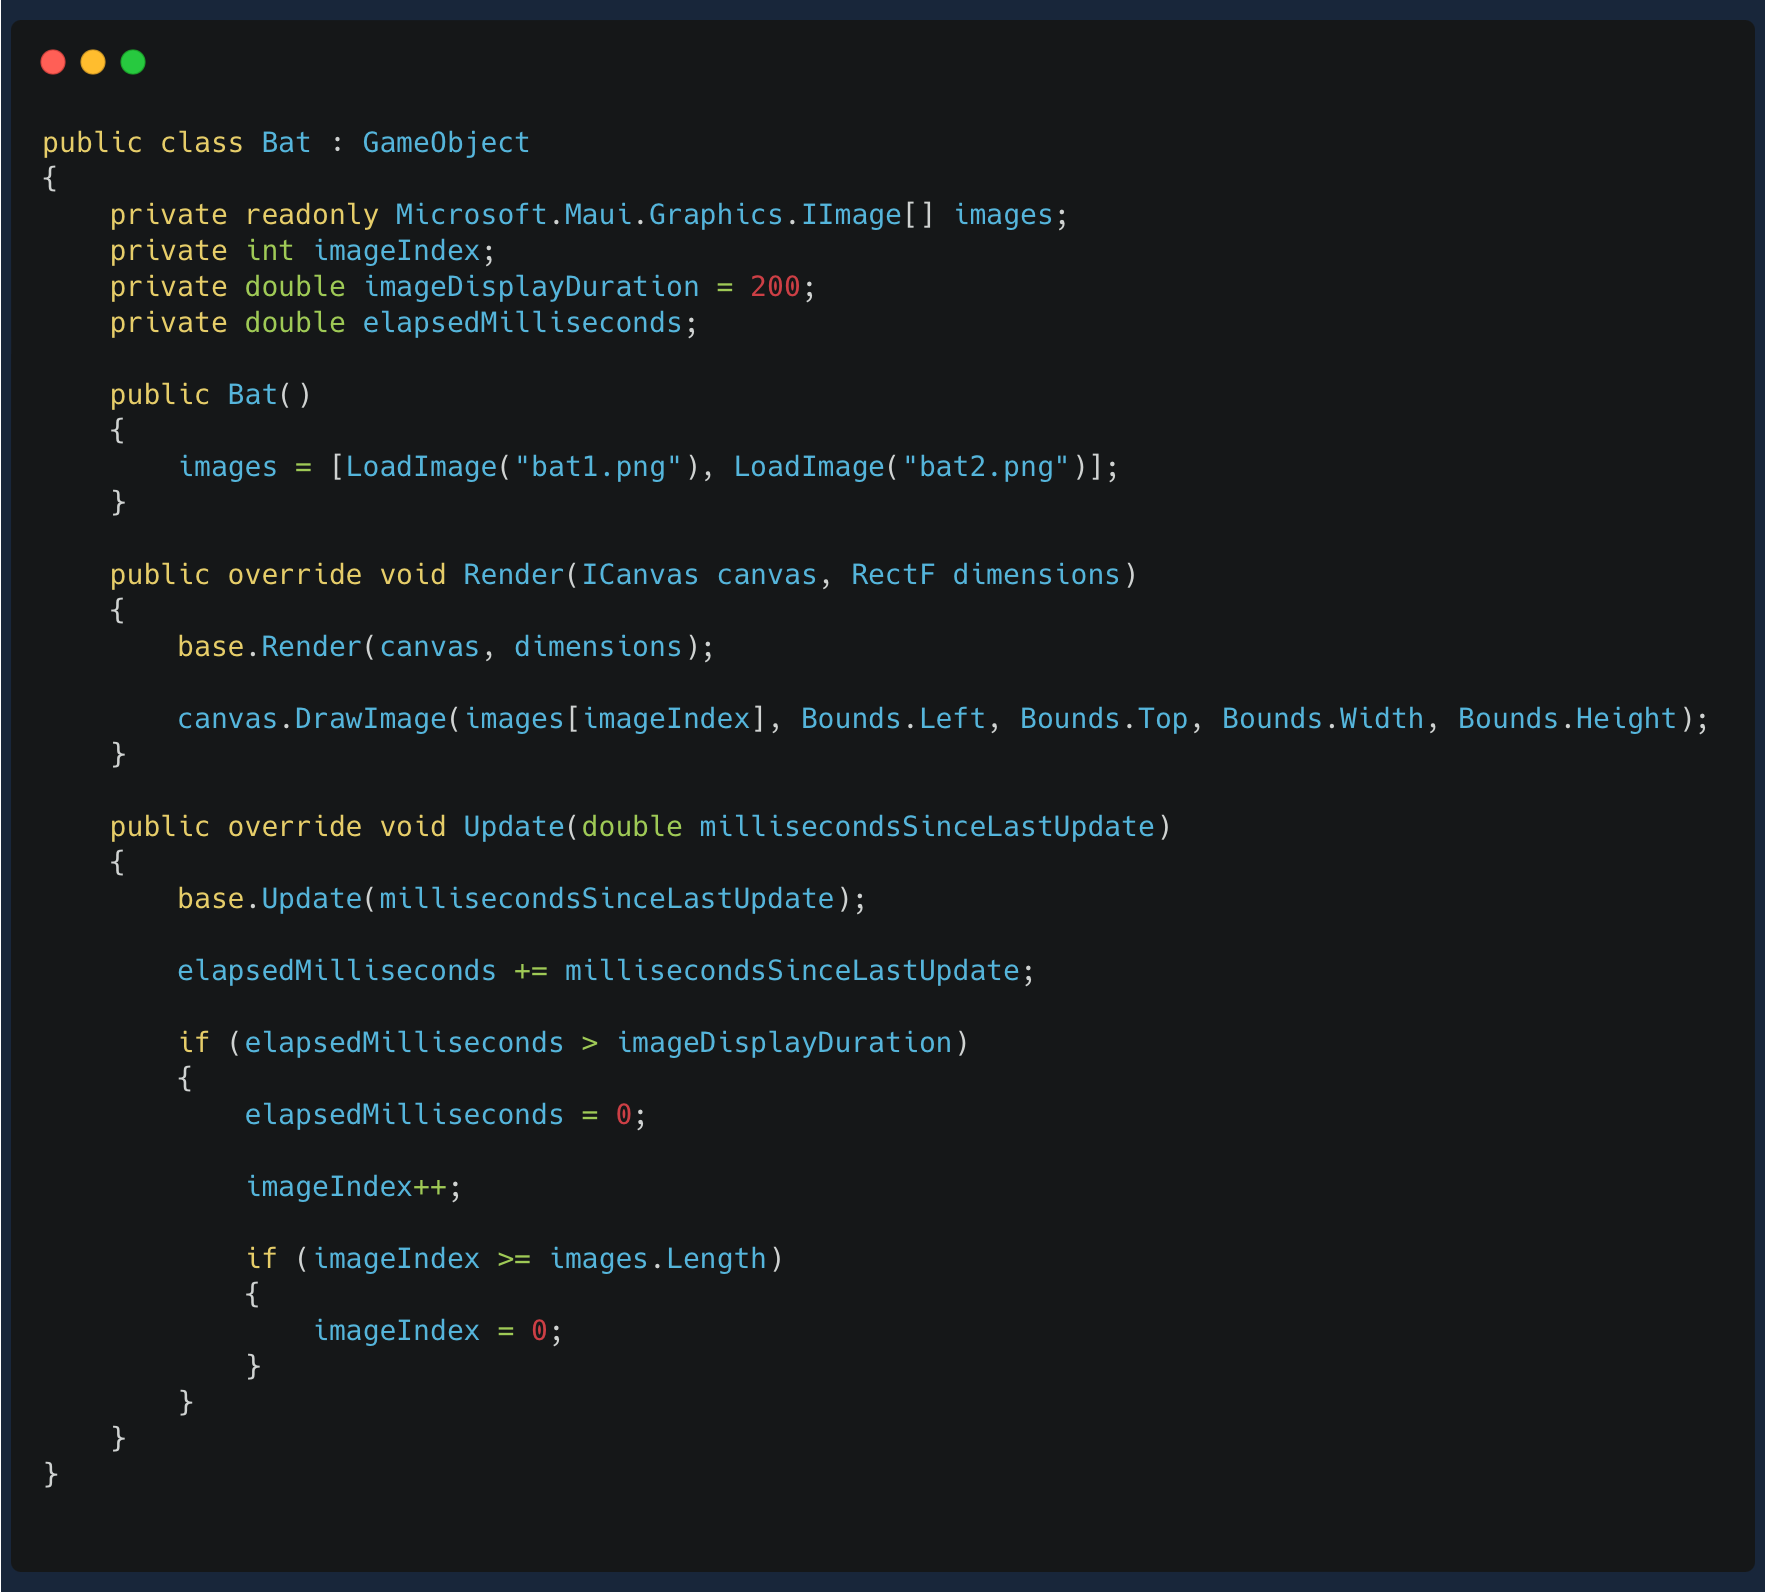 public class Bat : GameObject
{
    private readonly Microsoft.Maui.Graphics.IImage[] images;
    private int imageIndex;
    private double imageDisplayDuration = 200;
    private double elapsedMilliseconds;

    public Bat()
    {
        images = [LoadImage("bat1.png"), LoadImage("bat2.png")];
    }

    public override void Render(ICanvas canvas, RectF dimensions)
    {
        base.Render(canvas, dimensions);

        canvas.DrawImage(images[imageIndex], Bounds.Left, Bounds.Top, Bounds.Width, Bounds.Height);
    }

    public override void Update(double millisecondsSinceLastUpdate)
    {
        base.Update(millisecondsSinceLastUpdate);

        elapsedMilliseconds += millisecondsSinceLastUpdate;

        if (elapsedMilliseconds > imageDisplayDuration)
        {
            elapsedMilliseconds = 0;

            imageIndex++;

            if (imageIndex >= images.Length)
            {
                imageIndex = 0;
            }
        }
    }
}